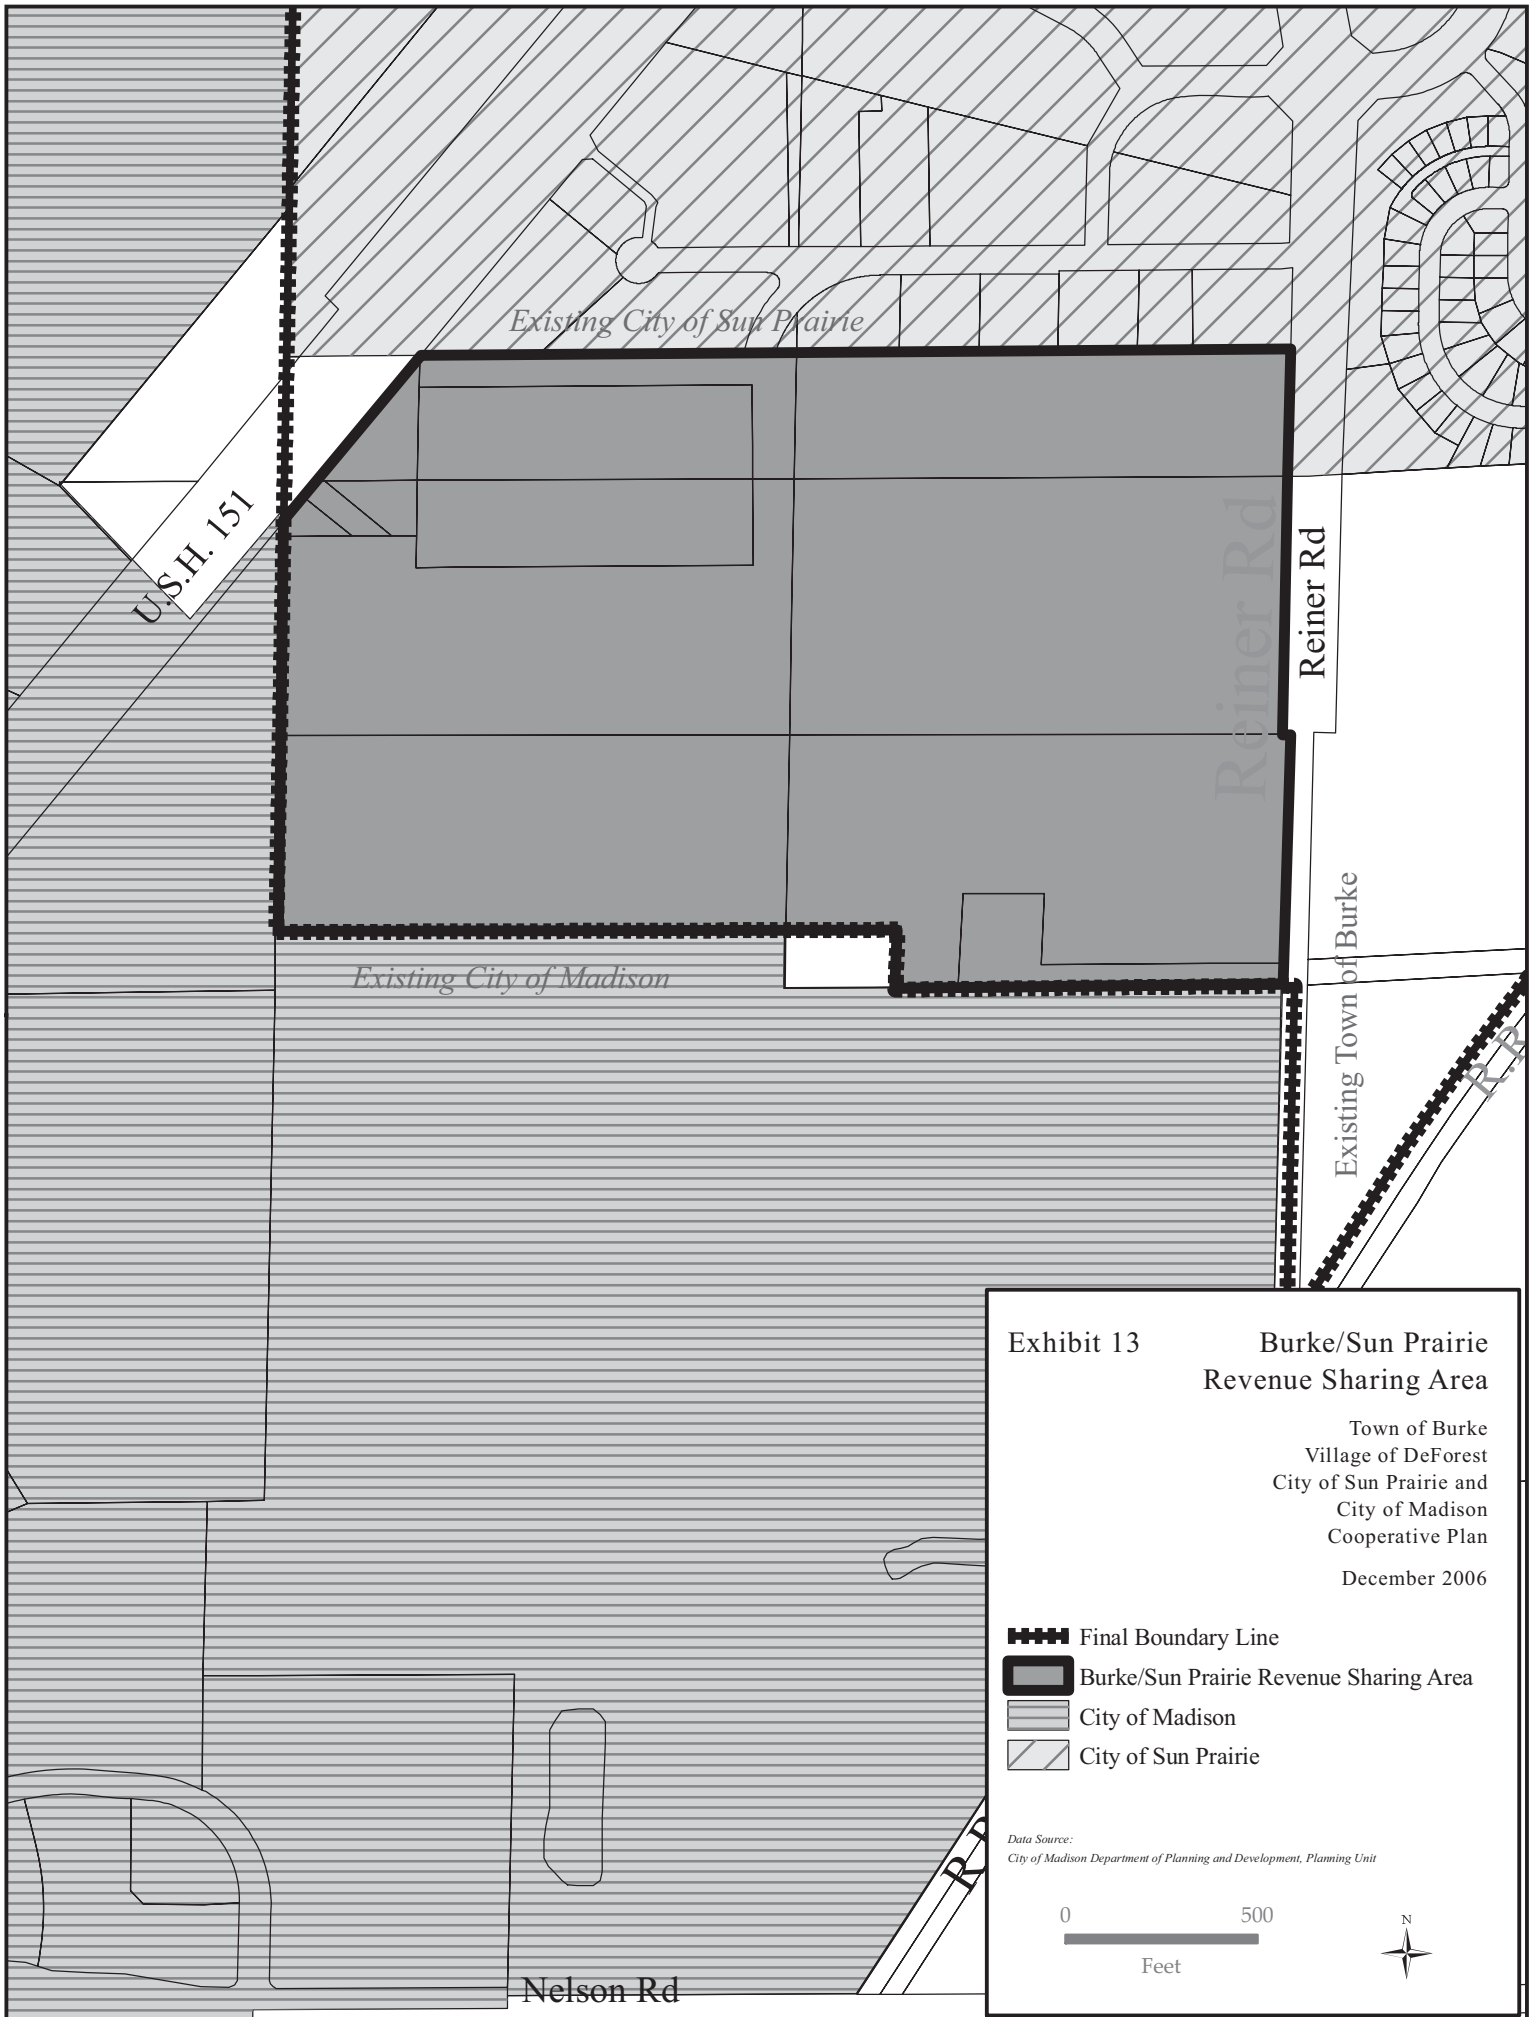 Existing City of Sun Prairie
U.S.H. 151
Reiner Rd
Reiner Rd
Existing Town of Burke
Existing City of Madison
R.R
Exhibit 13
Burke/Sun Prairie
Revenue Sharing Area
Town of Burke
Village of DeForest
City of Sun Prairie and
City of Madison
Cooperative Plan
December 2006
Final Boundary Line
Burke/Sun Prairie Revenue Sharing Area
City of Madison
City of Sun Prairie
Data Source:
City of Madison Department of Planning and Development, Planning Unit
0 500
Feet
N
R.R
Nelson Rd